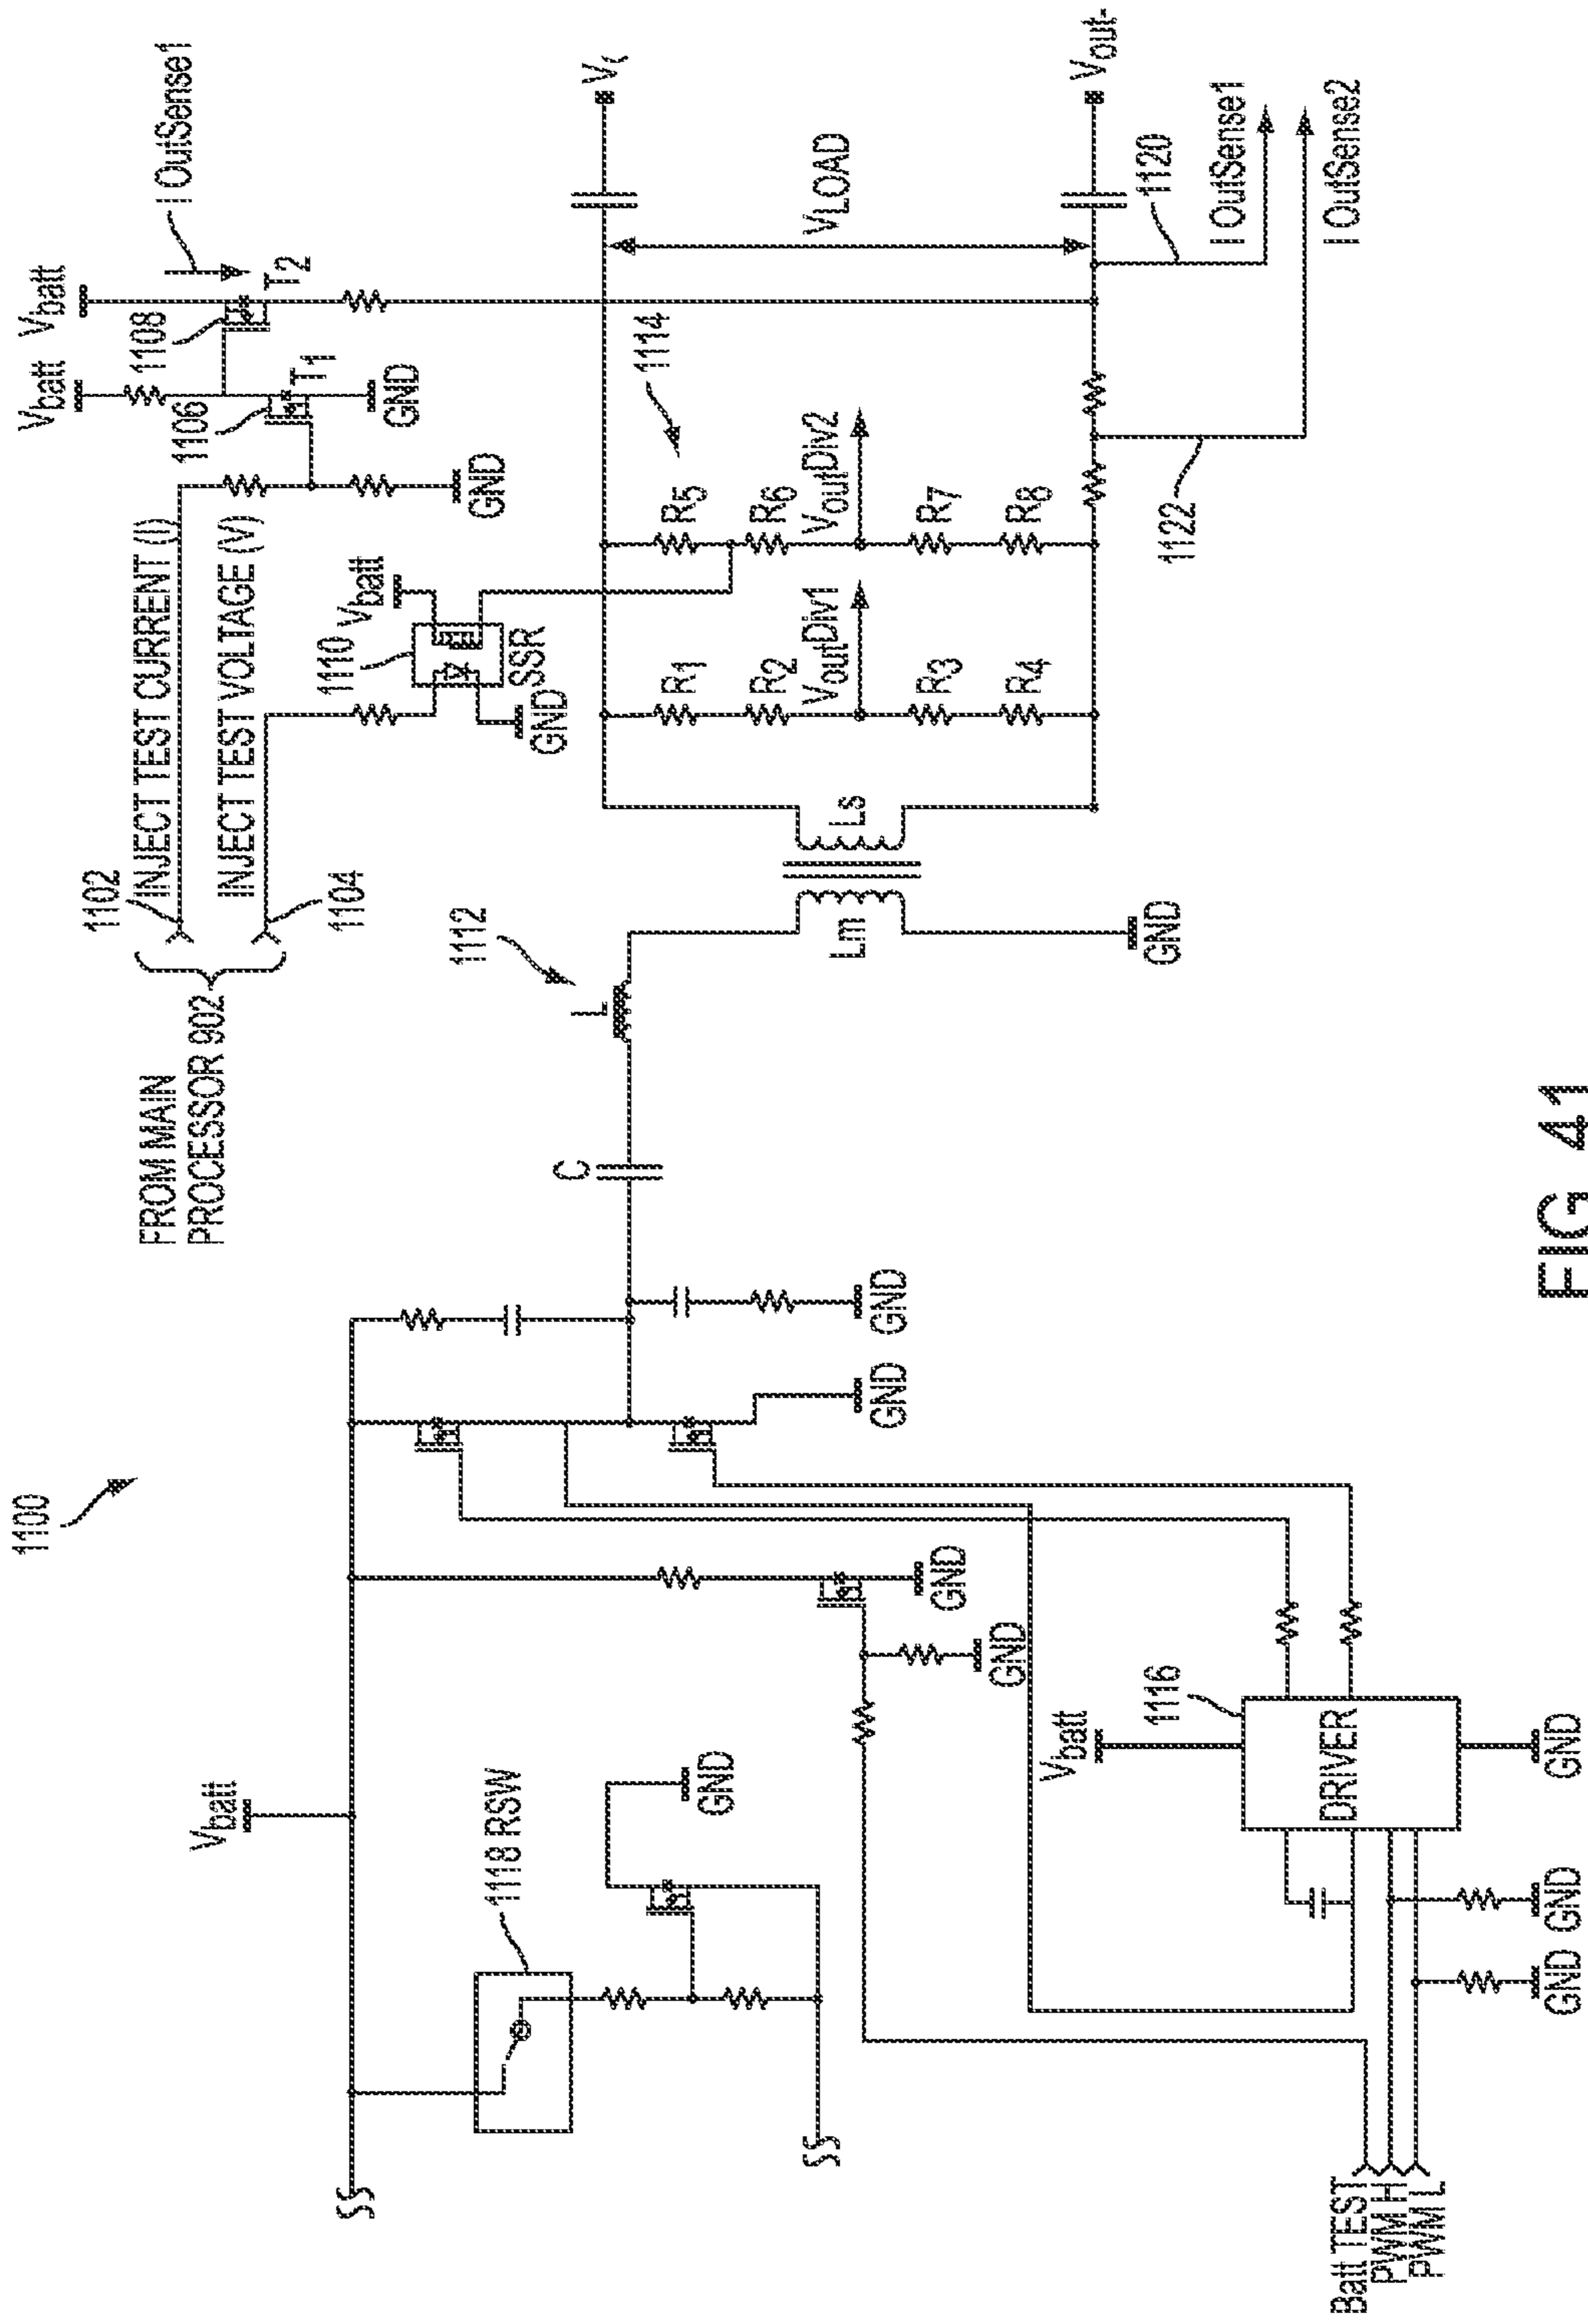 1100
Vbatt
1118 RSW
GND
GND
GND
Vbatt
1116
DRIVER
GND
GND
GND
Batt TEST
PWM H
PWM L
GND
GND
C
FROM MAIN
PROCESSOR 902
1102
INJECT TEST CURRENT (I)
INJECT TEST VOLTAGE (V)
1104
1112
Lm
Ls
GND
1110
Vbatt
SSR
GND
GND
Vbatt
1106
T1
GND
Vbatt
1108
T2
I OutSense1
1114
R1
R2
VoutDiv1
R3
R4
R5
R6
VoutDiv2
R7
R8
VLOAD
Vout-
1120
I OutSense1
I OutSense2
1122
FIG. 41